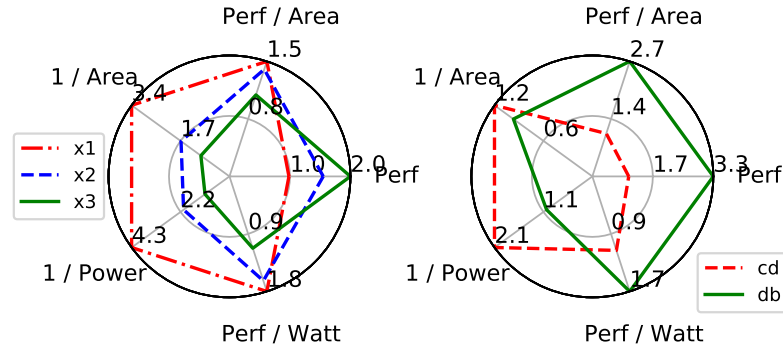 Perf / Area
1.5
1 / Area
3.4
0.8
1.7
x1
x2
x3
1.0
2.0
Perf
2.2
0.9
4.3
1 / Power
1.8
Perf / Watt
Perf / Area
2.7
1 / Area
1.2
1.4
0.6
1.7
3.3
Perf
1.1
0.9
2.1
1 / Power
1.7
cd
db
Perf / Watt